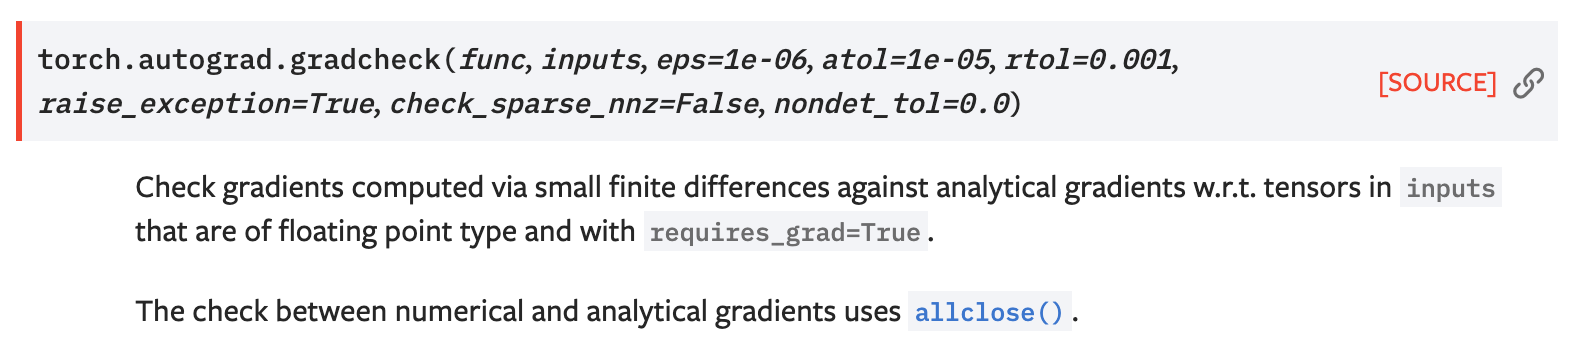 torch.autograd.gradcheck(func, inputs, eps=1e-06, atol=1e-05, rtol=0.001,
raise_exception=True, check_sparse_nnz=False, nondet_tol=0.0)
[SOURCE]
Check gradients computed via small finite differences against analytical gradients w.r.t. tensors in inputs
that are of floating point type and with requires_grad=True.
The check between numerical and analytical gradients uses allclose().